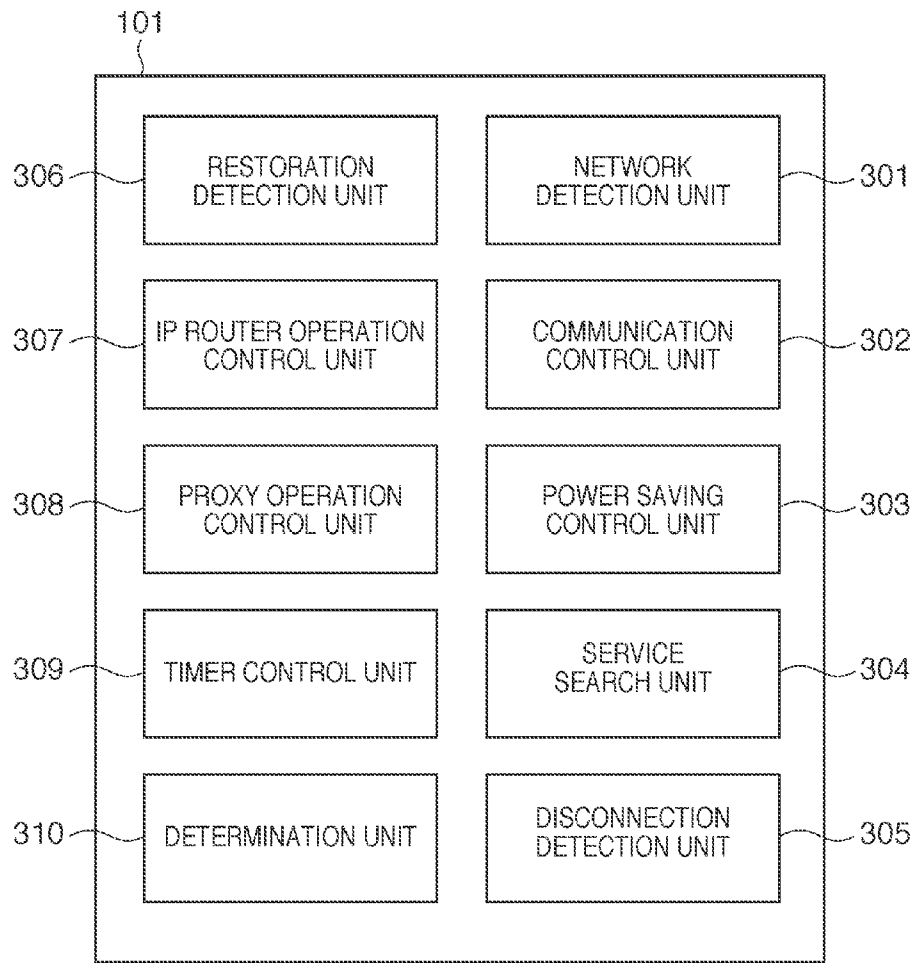 101
306
RESTORATION
DETECTION UNIT
NETWORK
DETECTION UNIT
301
307
IP ROUTER OPERATION
CONTROL UNIT
COMMUNICATION
CONTROL UNIT
302
308
PROXY OPERATION
CONTROL UNIT
POWER SAVING
CONTROL UNIT
303
309
TIMER CONTROL UNIT
SERVICE
SEARCH UNIT
304
310
DETERMINATION UNIT
DISCONNECTION
DETECTION UNIT
305